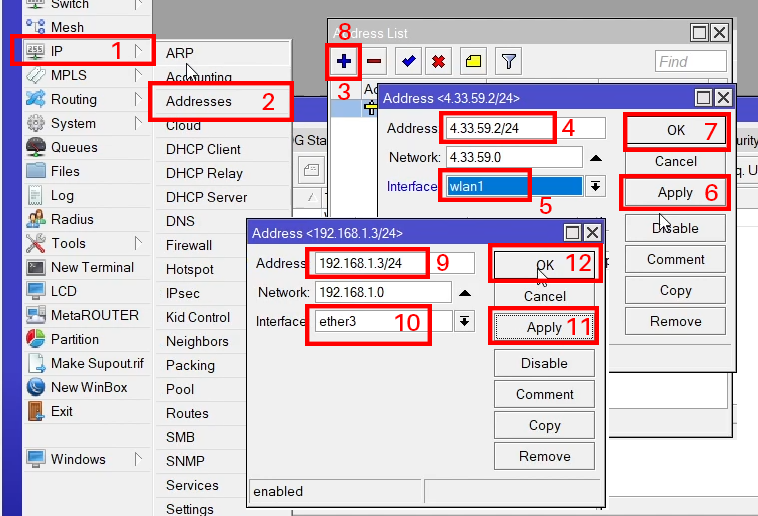 Switch
Mesh
IP
1
MPLS
Routing
System
Queues
Files
Log
Radius
Tools
New Terminal
LCD
MetaROUTER
Partition
Make Supout.rif
New WinBox
Exit
Windows
ARP
Accounting
Addresses
2
Cloud
DHCP Client
DHCP Relay
DHCP Server
DNS
Firewall
Hotspot
IPsec
Kid Control
Neighbors
Packing
Pool
Routes
SMB
SNMP
Services
Settings
8
Address List
Find
3
Address <4.33.59.2/24>
Address
4.33.59.2/24
4
OK
7
Network:
4.33.59.0
Cancel
Interface
wlan1
5
Apply
6
Disable
Comment
Copy
Remove
Address <192.168.1.3/24>
Address
192.168.1.3/24
9
OK
12
Network:
192.168.1.0
Cancel
Interface
ether3
10
Apply
11
Disable
Comment
Copy
Remove
enabled